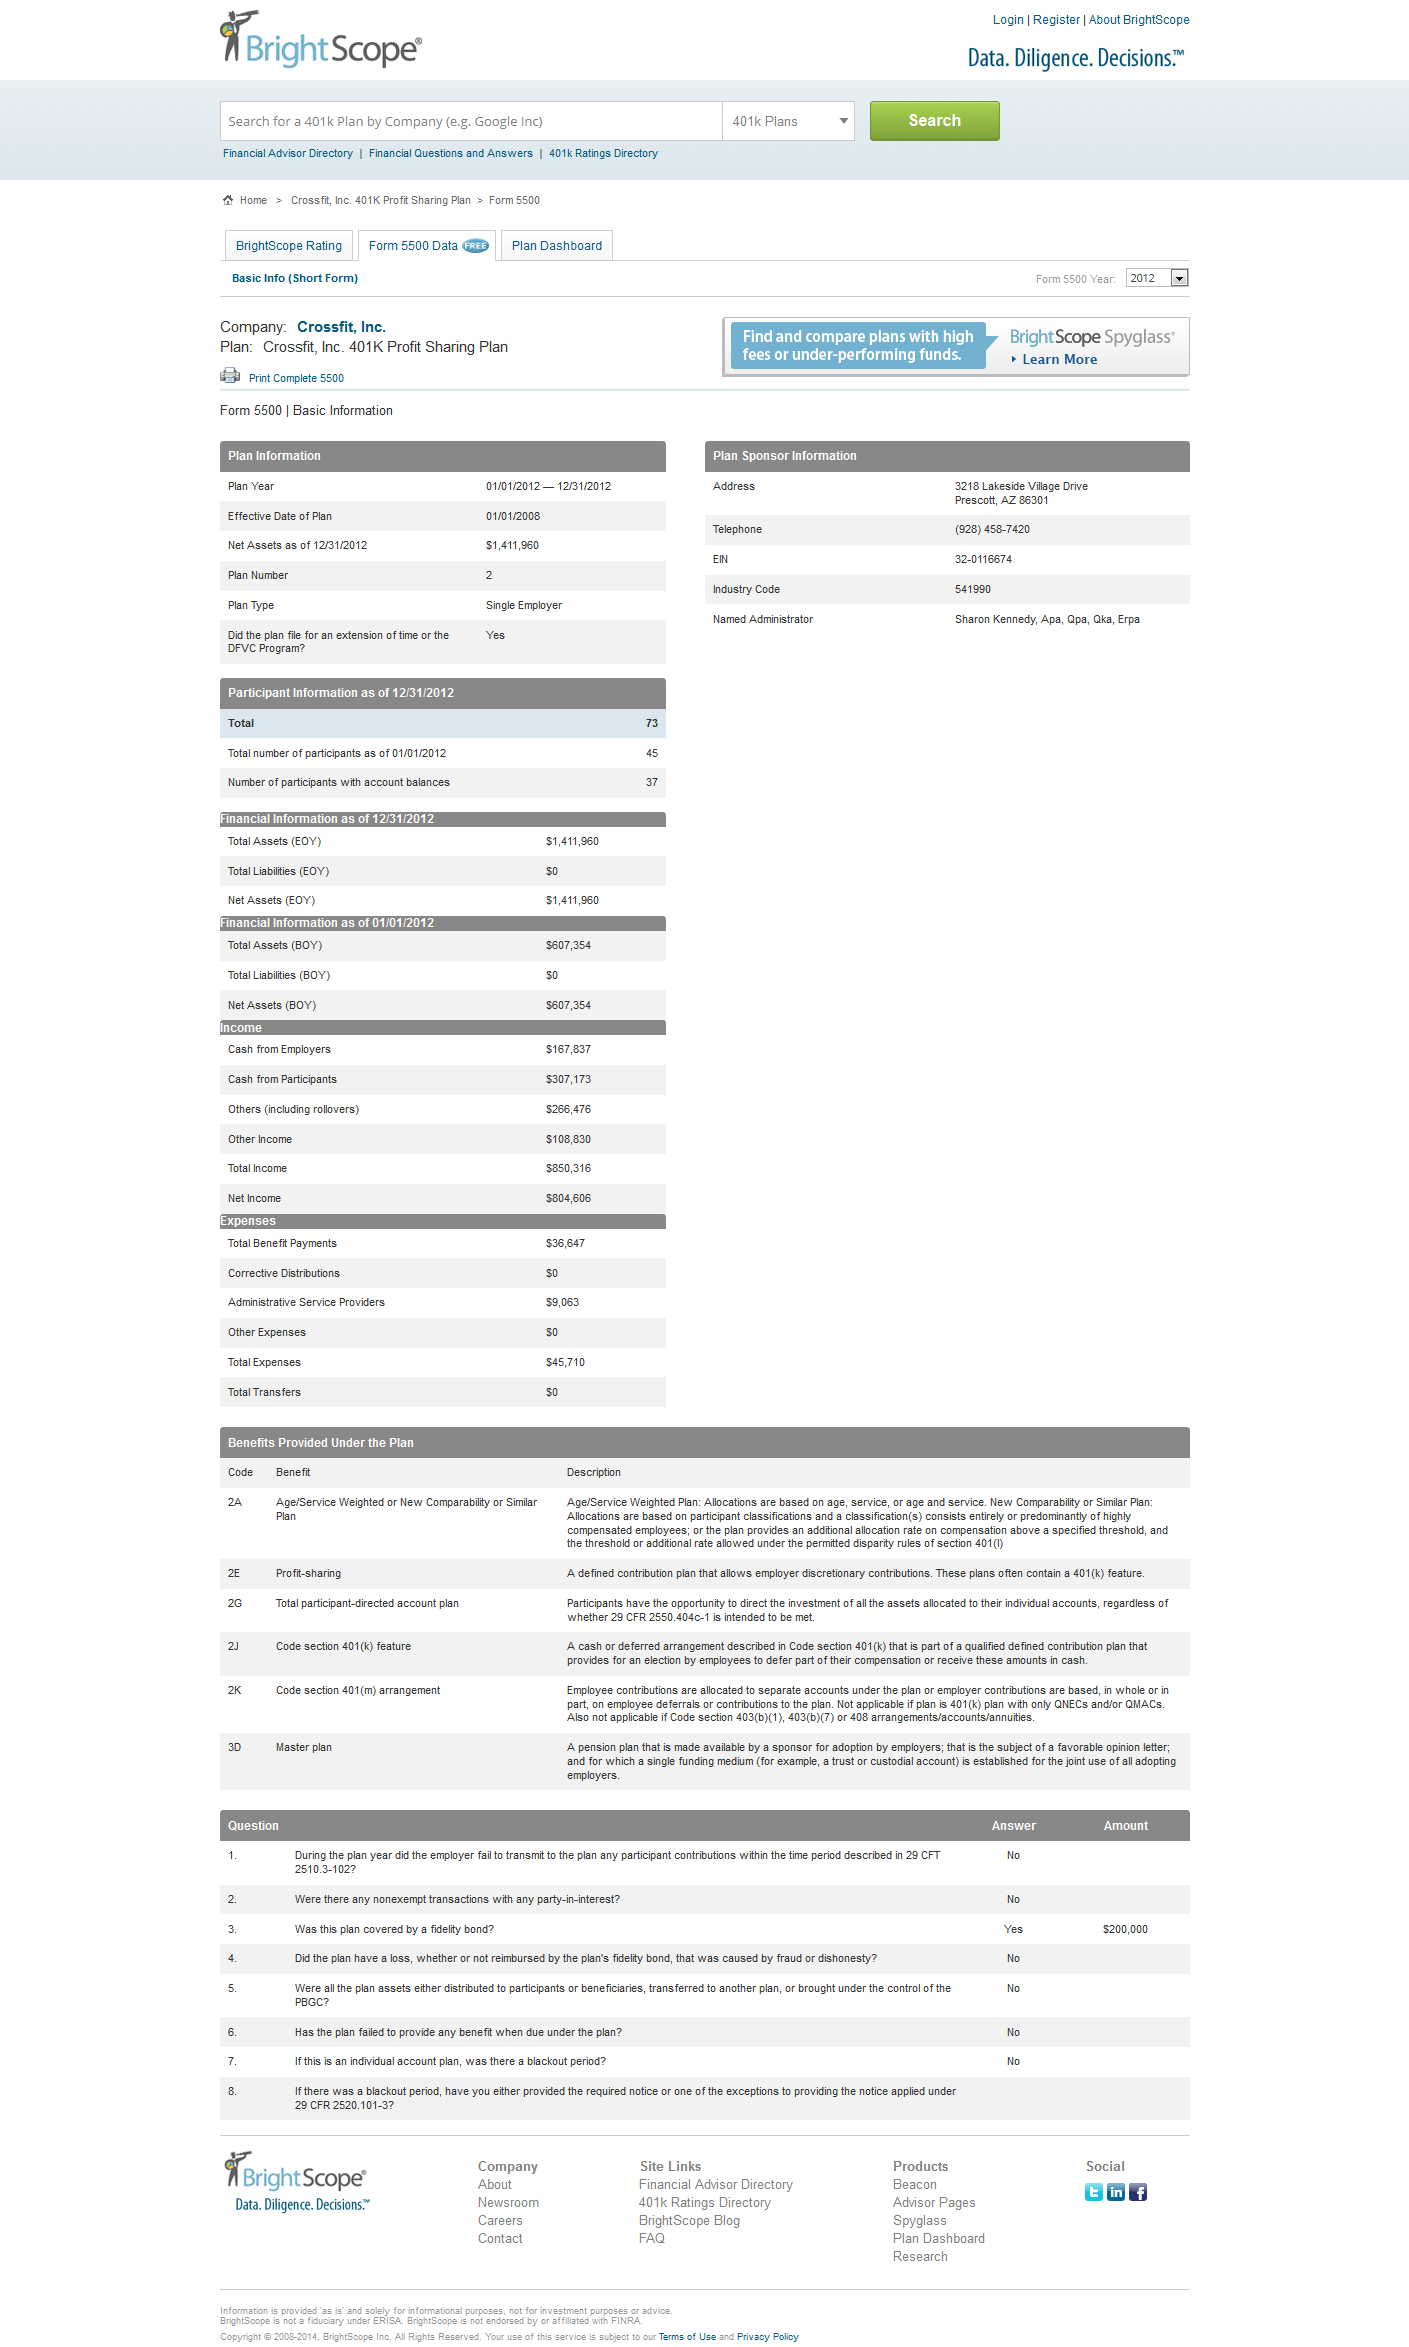 BrightScope®
Login | Register | About BrightScope
Data. Diligence. Decisions.™
Search for a 401k Plan by Company (e.g. Google Inc)
401k Plans
Search
Financial Advisor Directory | Financial Questions and Answers | 401k Ratings Directory
Home > Crossfit, Inc. 401K Profit Sharing Plan > Form 5500
BrightScope Rating
Form 5500 Data FREE
Plan Dashboard
Basic Info (Short Form)
Form 5500 Year: 2012
Company: Crossfit, Inc.
Plan: Crossfit, Inc. 401K Profit Sharing Plan
Print Complete 5500
Find and compare plans with high
fees or under-performing funds.
BrightScope Spyglass®
Learn More
Form 5500 | Basic Information
Plan Information
Plan Year 01/01/2012 — 12/31/2012
Effective Date of Plan 01/01/2008
Net Assets as of 12/31/2012 $1,411,960
Plan Number 2
Plan Type Single Employer
Did the plan file for an extension of time or the Yes
DFVC Program?
Plan Sponsor Information
Address 3218 Lakeside Village Drive
Prescott, AZ 86301
Telephone (928) 458-7420
EIN 32-0116674
Industry Code 541990
Named Administrator Sharon Kennedy, Apa, Qpa, Qka, Erpa
Participant Information as of 12/31/2012
Total 73
Total number of participants as of 01/01/2012 45
Number of participants with account balances 37
Financial Information as of 12/31/2012
Total Assets (EOY) $1,411,960
Total Liabilities (EOY) $0
Net Assets (EOY) $1,411,960
Financial Information as of 01/01/2012
Total Assets (BOY) $607,354
Total Liabilities (BOY) $0
Net Assets (BOY) $607,354
Income
Cash from Employers $167,837
Cash from Participants $307,173
Others (including rollovers) $266,476
Other Income $108,830
Total Income $850,316
Net Income $804,606
Expenses
Total Benefit Payments $36,647
Corrective Distributions $0
Administrative Service Providers $9,063
Other Expenses $0
Total Expenses $45,710
Total Transfers $0
Benefits Provided Under the Plan
Code Benefit Description
2A Age/Service Weighted or New Comparability or Similar Plan
Age/Service Weighted Plan: Allocations are based on age, service, or age and service. New Comparability or Similar Plan:
Allocations are based on participant classifications and a classification(s) consists entirely or predominantly of highly
compensated employees; or the plan provides an additional allocation rate on compensation above a specified threshold, and
the threshold or additional rate allowed under the permitted disparity rules of section 401(l)
2E Profit-sharing A defined contribution plan that allows employer discretionary contributions. These plans often contain a 401(k) feature.
2G Total participant-directed account plan Participants have the opportunity to direct the investment of all the assets allocated to their individual accounts, regardless of
whether 29 CFR 2550.404c-1 is intended to be met.
2J Code section 401(k) feature A cash or deferred arrangement described in Code section 401(k) that is part of a qualified defined contribution plan that
provides for an election by employees to defer part of their compensation or receive these amounts in cash.
2K Code section 401(m) arrangement Employee contributions are allocated to separate accounts under the plan or employer contributions are based, in whole or in
part, on employee deferrals or contributions to the plan. Not applicable if plan is 401(k) plan with only QNECs and/or QMACs.
Also not applicable if Code section 403(b)(1), 403(b)(7) or 408 arrangements/accounts/annuities.
3D Master plan A pension plan that is made available by a sponsor for adoption by employers; that is the subject of a favorable opinion letter;
and for which a single funding medium (for example, a trust or custodial account) is established for the joint use of all adopting
employers.
Question Answer Amount
1. During the plan year did the employer fail to transmit to the plan any participant contributions within the time period described in 29 CFT No
2510.3-102?
2. Were there any nonexempt transactions with any party-in-interest? No
3. Was this plan covered by a fidelity bond? Yes $200,000
4. Did the plan have a loss, whether or not reimbursed by the plan's fidelity bond, that was caused by fraud or dishonesty? No
5. Were all the plan assets either distributed to participants or beneficiaries, transferred to another plan, or brought under the control of the No
PBGC?
6. Has the plan failed to provide any benefit when due under the plan? No
7. If this is an individual account plan, was there a blackout period? No
8. If there was a blackout period, have you either provided the required notice or one of the exceptions to providing the notice applied under
29 CFR 2520.101-3?
BrightScope®
Data. Diligence. Decisions.™
Company
About
Newsroom
Careers
Contact
Site Links
Financial Advisor Directory
401k Ratings Directory
BrightScope Blog
FAQ
Products
Beacon
Advisor Pages
Spyglass
Plan Dashboard
Research
Social
Information is provided 'as is' and solely for informational purposes, not for investment purposes or advice.
BrightScope is not a fiduciary under ERISA. BrightScope is not endorsed by or affiliated with FINRA.
Copyright © 2008-2014, BrightScope Inc. All Rights Reserved. Your use of this service is subject to our Terms of Use and Privacy Policy